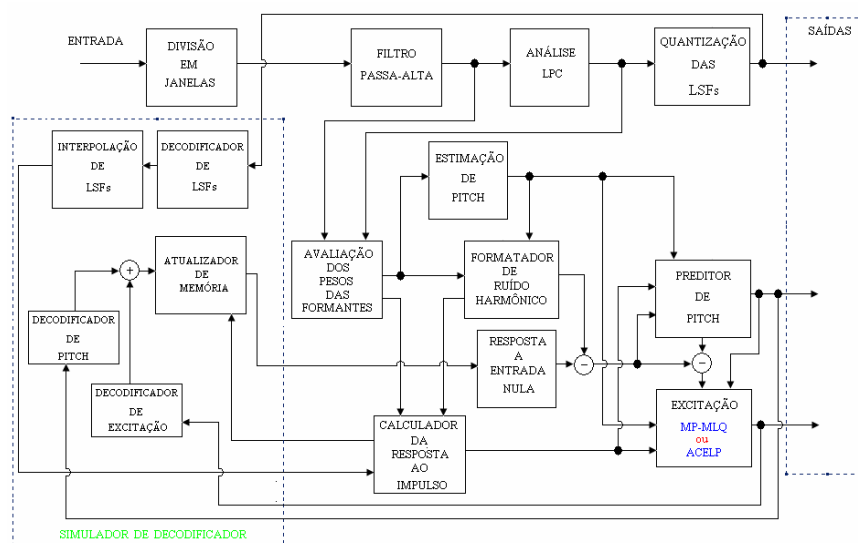 ENTRADA
DIVISÃO
EM
JANELAS
FILTRO
PASSA-ALTA
ANÁLISE
LPC
QUANTIZAÇÃO
DAS
LSFs
SAÍDAS
INTERPOLAÇÃO
DE
LSFs
DECODIFICADOR
DE
LSFs
ESTIMAÇÃO
DE
PITCH
AVALIAÇÃO
DOS
PESOS
DAS
FORMANTES
FORMATADOR
DE
RUÍDO
HARMÔNICO
PREDITOR
DE
PITCH
ATUALIZADOR
DE
MEMÓRIA
+
DECODIFICADOR
DE
PITCH
RESPOSTA
A
ENTRADA
NULA
–
–
DECODIFICADOR
DE
EXCITAÇÃO
CALCULADOR
DA
RESPOSTA
AO
IMPULSO
EXCITAÇÃO
MP-MLQ
ou
ACELP
SIMULADOR DE DECODIFICADOR